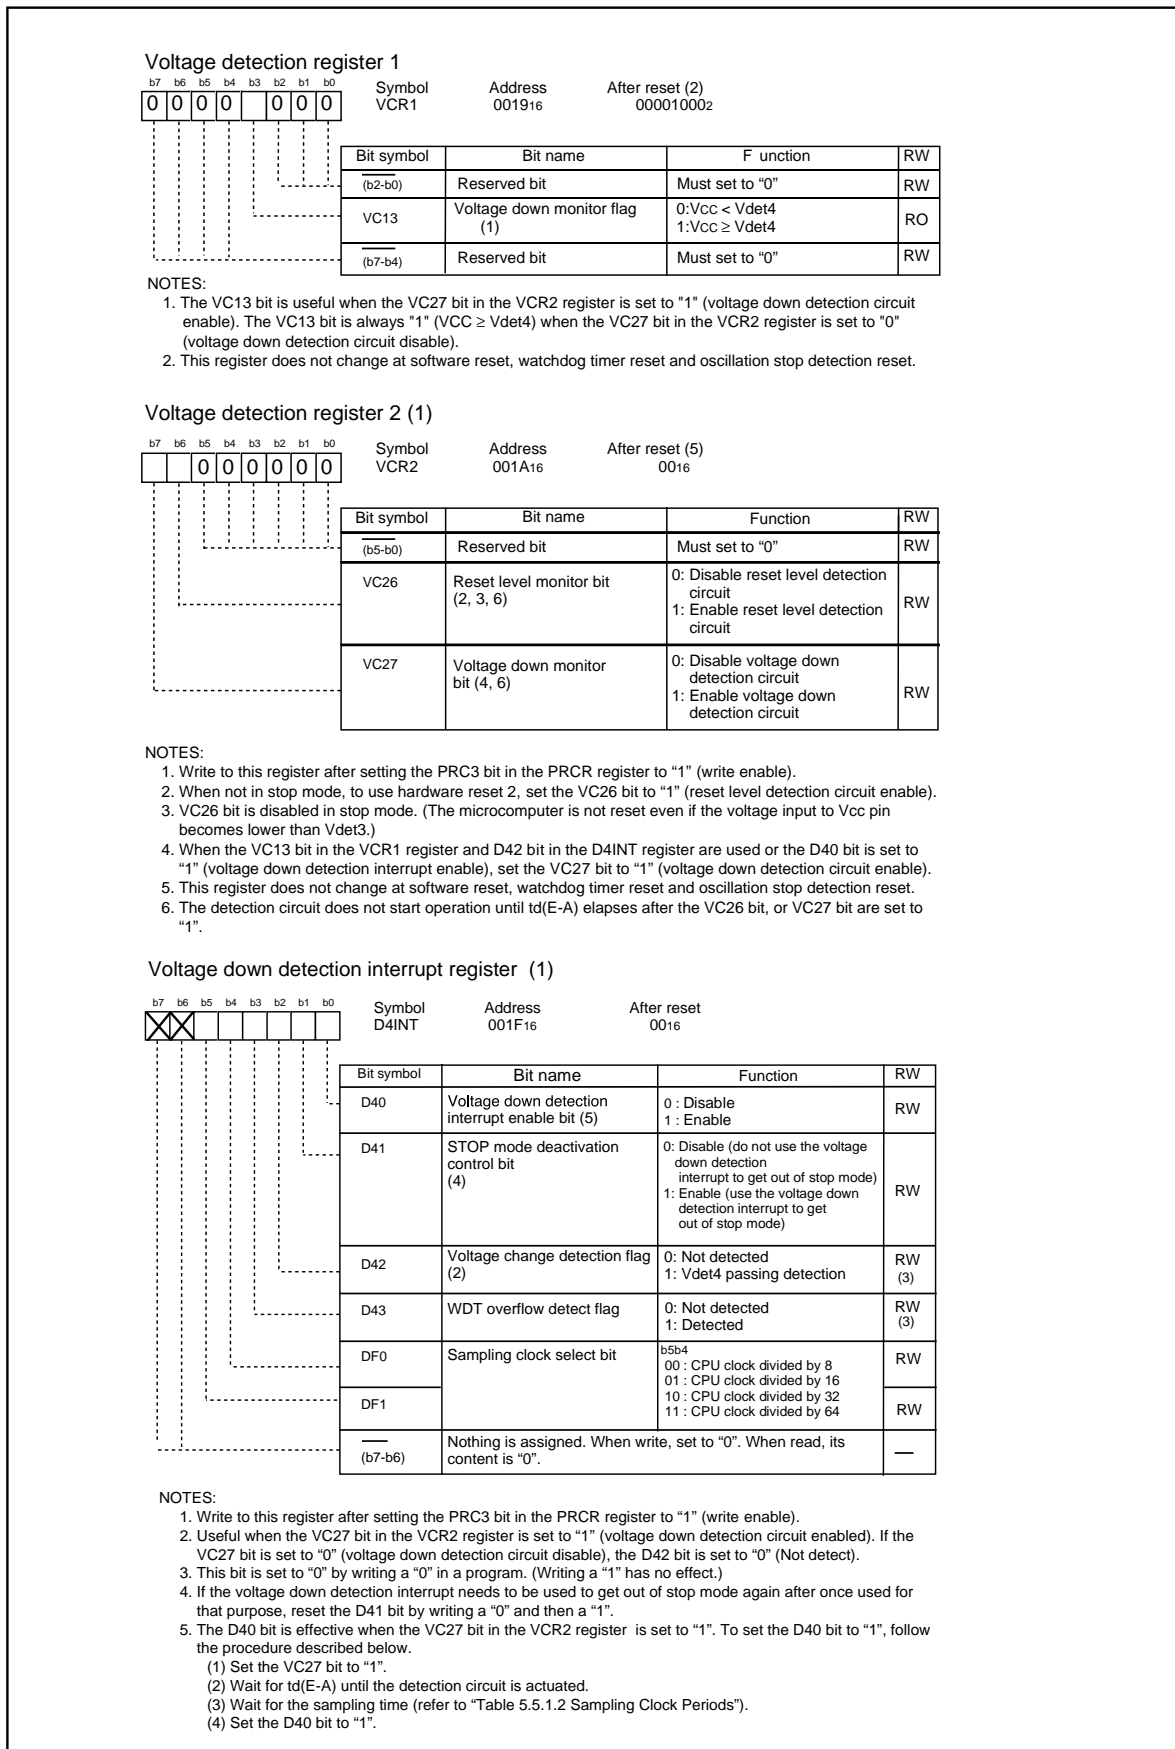 Voltage detection register 1
b7 b6 b5 b4 b3 b2 b1 b0
0 0 0 0 0 0 0
Symbol Address After reset (2)
VCR1 001916 000010002
Bit symbol Bit name F unction RW
(b2-b0) Reserved bit Must set to “0” RW
VC13 Voltage down monitor flag (1) 0:VCC < Vdet4
1:VCC ≥ Vdet4 RO
(b7-b4) Reserved bit Must set to “0” RW
NOTES:
1. The VC13 bit is useful when the VC27 bit in the VCR2 register is set to "1" (voltage down detection circuit
enable). The VC13 bit is always "1" (VCC ≥ Vdet4) when the VC27 bit in the VCR2 register is set to "0"
(voltage down detection circuit disable).
2. This register does not change at software reset, watchdog timer reset and oscillation stop detection reset.
Voltage detection register 2 (1)
b7 b6 b5 b4 b3 b2 b1 b0
0 0 0 0 0 0
Symbol Address After reset (5)
VCR2 001A16 0016
Bit symbol Bit name Function RW
(b5-b0) Reserved bit Must set to “0” RW
VC26 Reset level monitor bit
(2, 3, 6)
0: Disable reset level detection
circuit
1: Enable reset level detection
circuit
RW
VC27 Voltage down monitor
bit (4, 6)
0: Disable voltage down
detection circuit
1: Enable voltage down
detection circuit
RW
NOTES:
1. Write to this register after setting the PRC3 bit in the PRCR register to “1” (write enable).
2. When not in stop mode, to use hardware reset 2, set the VC26 bit to “1” (reset level detection circuit enable).
3. VC26 bit is disabled in stop mode. (The microcomputer is not reset even if the voltage input to Vcc pin
becomes lower than Vdet3.)
4. When the VC13 bit in the VCR1 register and D42 bit in the D4INT register are used or the D40 bit is set to
“1” (voltage down detection interrupt enable), set the VC27 bit to “1” (voltage down detection circuit enable).
5. This register does not change at software reset, watchdog timer reset and oscillation stop detection reset.
6. The detection circuit does not start operation until td(E-A) elapses after the VC26 bit, or VC27 bit are set to
“1”.
Voltage down detection interrupt register (1)
b7 b6 b5 b4 b3 b2 b1 b0
Symbol Address After reset
D4INT 001F16 0016
Bit symbol Bit name Function RW
D40 Voltage down detection
interrupt enable bit (5)
0 : Disable
1 : Enable
RW
D41 STOP mode deactivation
control bit
(4)
0: Disable (do not use the voltage
down detection
interrupt to get out of stop mode)
1: Enable (use the voltage down
detection interrupt to get
out of stop mode)
RW
D42 Voltage change detection flag
(2)
0: Not detected
1: Vdet4 passing detection
RW
(3)
D43 WDT overflow detect flag
0: Not detected
1: Detected
RW
(3)
DF0 Sampling clock select bit
b5b4
00 : CPU clock divided by 8
01 : CPU clock divided by 16
10 : CPU clock divided by 32
11 : CPU clock divided by 64
RW
DF1 RW
(b7-b6) Nothing is assigned. When write, set to “0”. When read, its
content is “0”.
—
NOTES:
1. Write to this register after setting the PRC3 bit in the PRCR register to “1” (write enable).
2. Useful when the VC27 bit in the VCR2 register is set to “1” (voltage down detection circuit enabled). If the
VC27 bit is set to “0” (voltage down detection circuit disable), the D42 bit is set to “0” (Not detect).
3. This bit is set to “0” by writing a “0” in a program. (Writing a “1” has no effect.)
4. If the voltage down detection interrupt needs to be used to get out of stop mode again after once used for
that purpose, reset the D41 bit by writing a “0” and then a “1”.
5. The D40 bit is effective when the VC27 bit in the VCR2 register is set to “1”. To set the D40 bit to “1”, follow
the procedure described below.
(1) Set the VC27 bit to “1”.
(2) Wait for td(E-A) until the detection circuit is actuated.
(3) Wait for the sampling time (refer to “Table 5.5.1.2 Sampling Clock Periods”).
(4) Set the D40 bit to “1”.